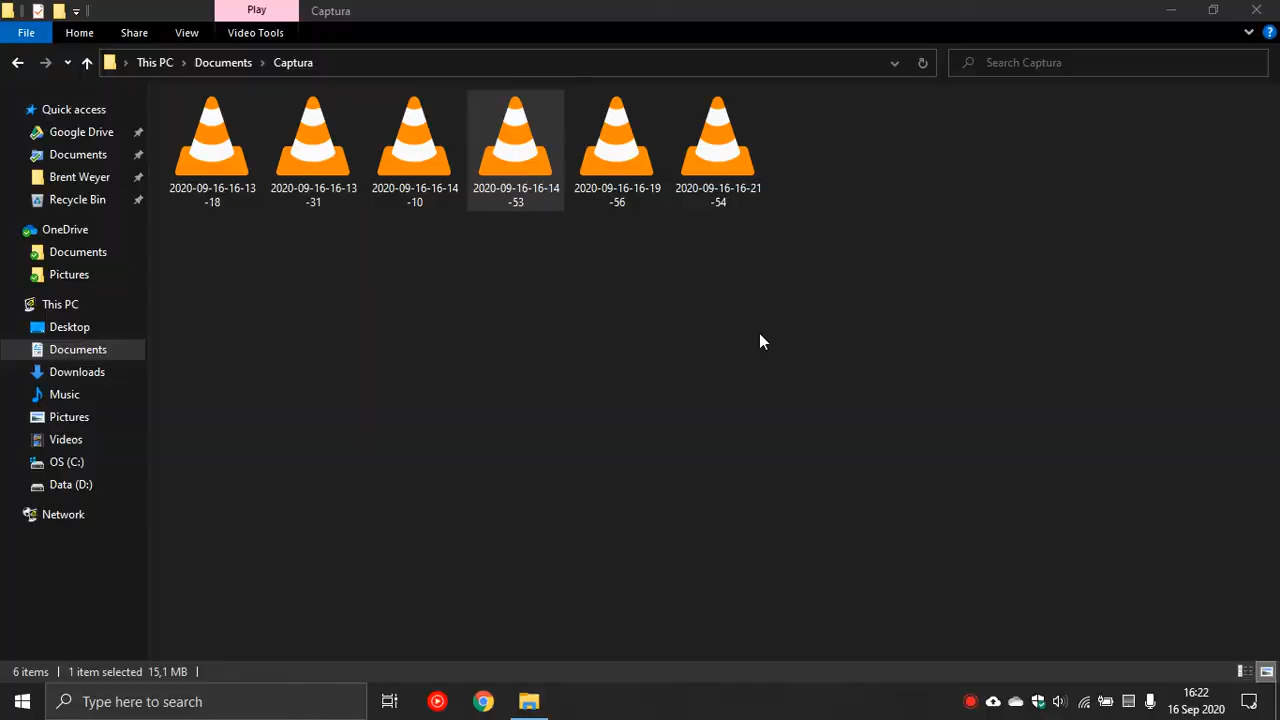 Play
Captura
File
Home
Share
View
Video Tools
This PC
Documents
Captura
Search Captura
Quick access
Google Drive
Documents
Brent Weyer
Recycle Bin
OneDrive
Documents
Pictures
This PC
Desktop
Documents
Downloads
Music
Pictures
Videos
OS (C:)
Data (D:)
Network
2020-09-16-16-13
-18
2020-09-16-16-13
-31
2020-09-16-16-14
-10
2020-09-16-16-14
-53
2020-09-16-16-19
-56
2020-09-16-16-21
-54
6 items
1 item selected 15,1 MB
Type here to search
16:22
16 Sep 2020